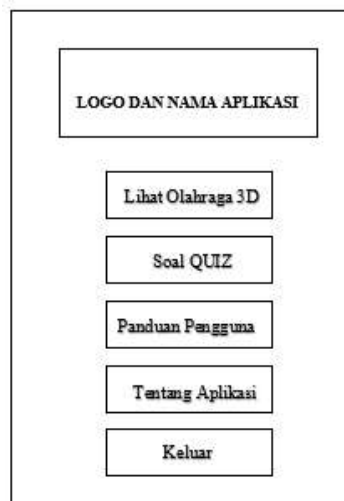 LOGO DAN NAMA APLIKASI
Lihat Olahraga 3D
Soal QUIZ
Panduan Pengguna
Tentang Aplikasi
Keluar